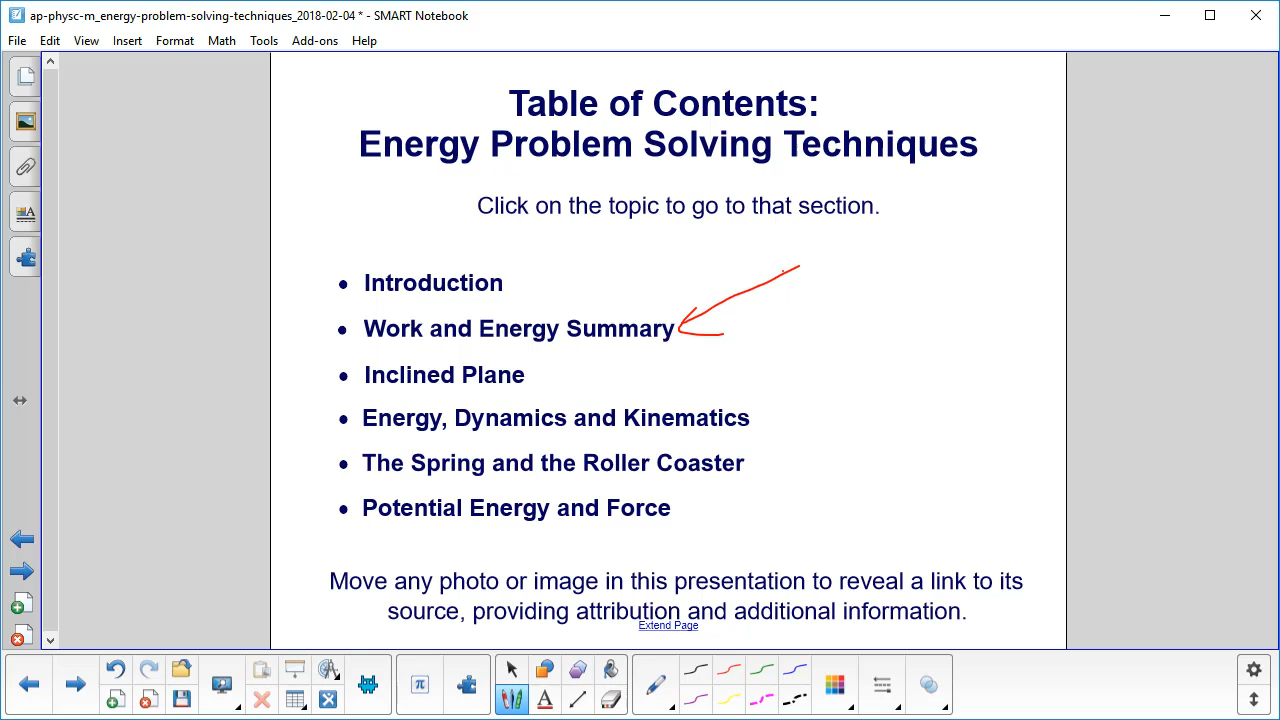 ap-physc-m_energy-problem-solving-techniques_2018-02-04 * - SMART Notebook
File Edit View Insert Format Math Tools Add-ons Help
Table of Contents:
Energy Problem Solving Techniques
Click on the topic to go to that section.
• Introduction
• Work and Energy Summary
• Inclined Plane
• Energy, Dynamics and Kinematics
• The Spring and the Roller Coaster
• Potential Energy and Force
Move any photo or image in this presentation to reveal a link to its
source, providing attribution and additional information.
Extend Page
π
A